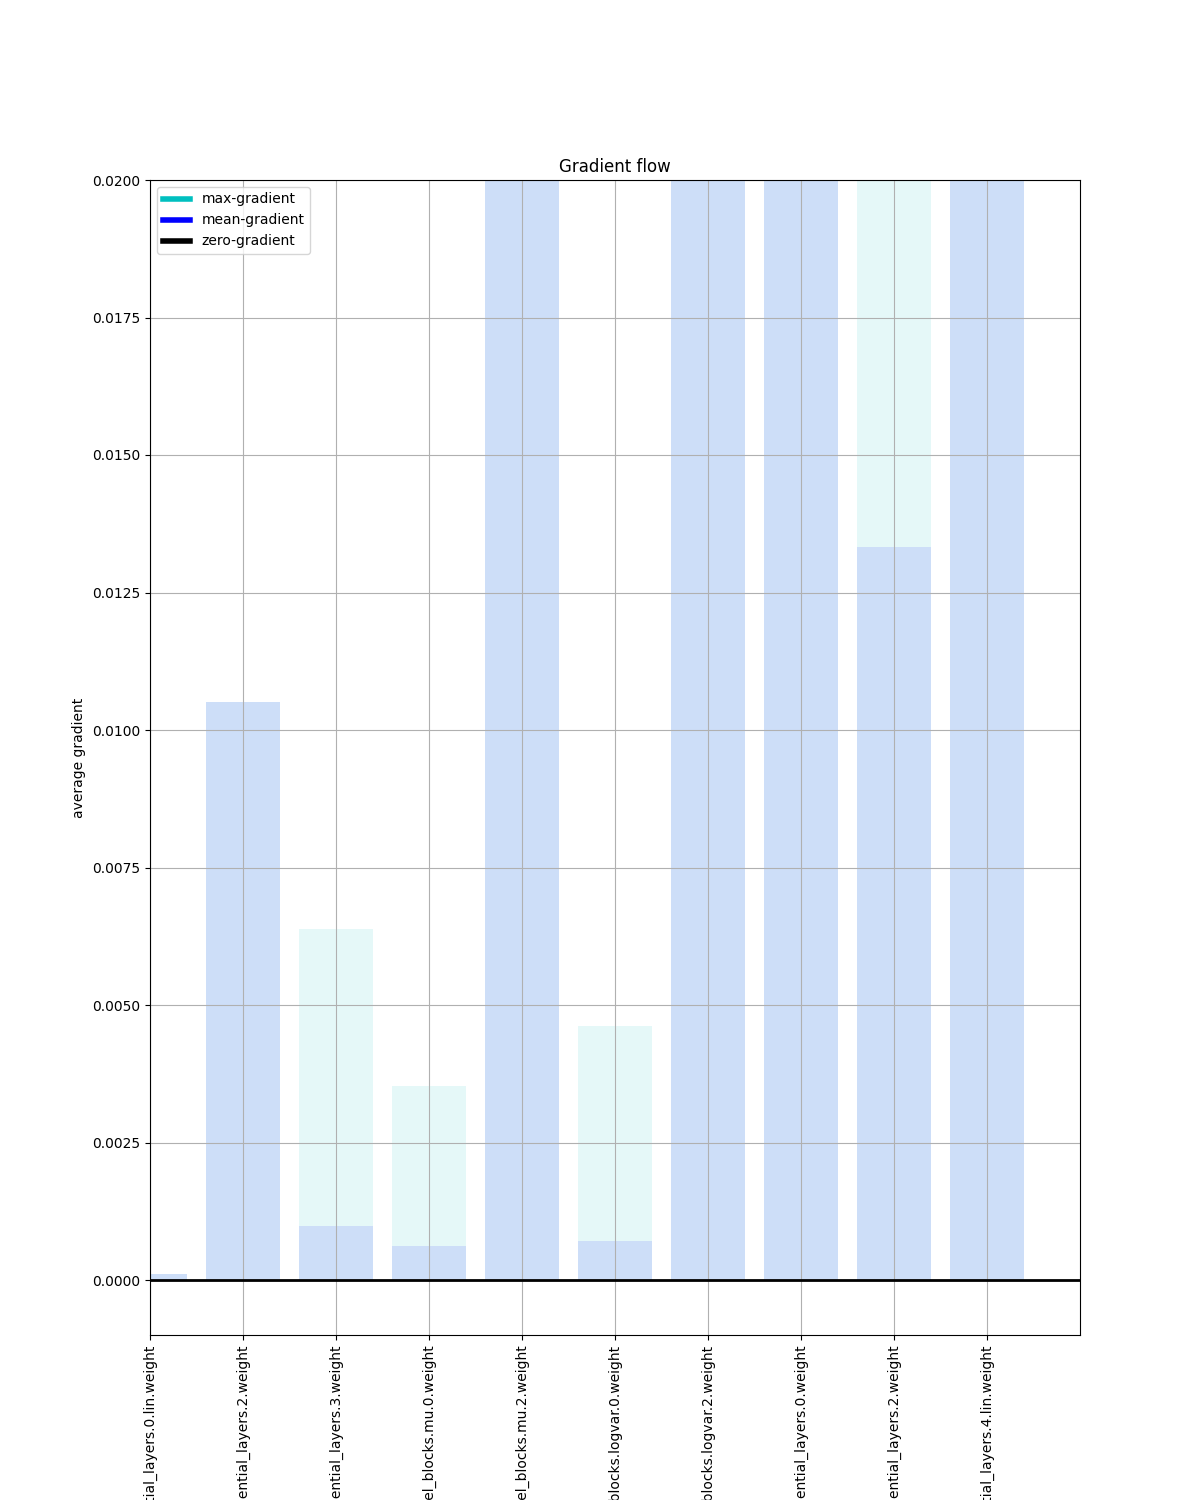 Gradient flow
max-gradient
mean-gradient
zero-gradient
0.0200
0.0175
0.0150
0.0125
0.0100
0.0075
0.0050
0.0025
0.0000
average gradient
tial_layers.0.lin.weight
ential_layers.2.weight
ential_layers.3.weight
el_blocks.mu.0.weight
el_blocks.mu.2.weight
blocks.logvar.0.weight
blocks.logvar.2.weight
ential_layers.0.weight
ential_layers.2.weight
tial_layers.4.lin.weight